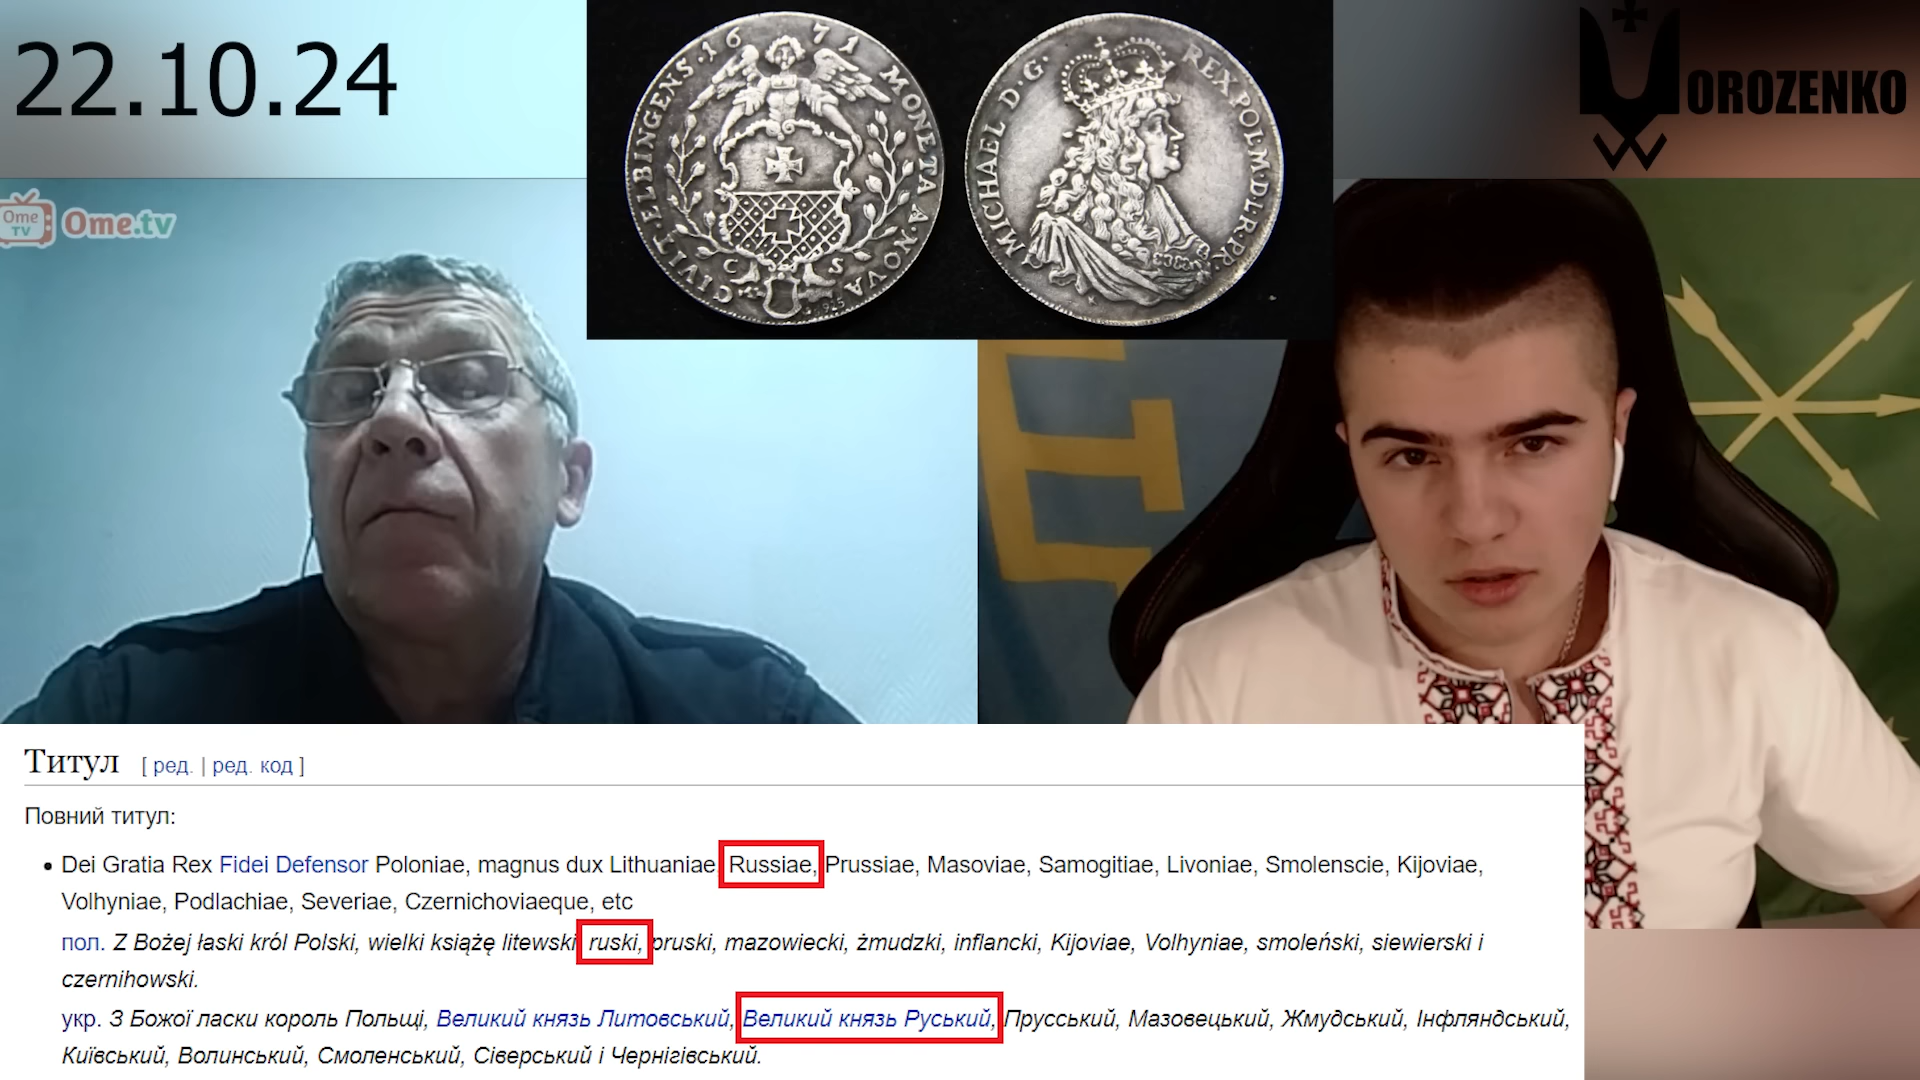 22.10.24
CIVIT·ELBINGENS·1671 MONETA A·NOVA
C S
925
MICHAEL D·G· REX POL·M·D·L·R·PR·
OROZENKO
Ome TV
Ome.tv
Титул [ ред. | ред. код ]
Повний титул:
• Dei Gratia Rex Fidei Defensor Poloniae, magnus dux Lithuaniae, Russiae, Prussiae, Masoviae, Samogitiae, Livoniae, Smolenscie, Kijoviae,
Volhyniae, Podlachiae, Severiae, Czernichoviaeque, etc
пол. Z Bożej łaski król Polski, wielki książę litewski, ruski, pruski, mazowiecki, żmudzki, inflancki, Kijoviae, Volhyniae, smoleński, siewierski i
czernihowski.
укр. З Божої ласки король Польщі, Великий князь Литовський, Великий князь Руський, Прусський, Мазовецький, Жмудський, Інфляндський,
Київський, Волинський, Смоленський, Сіверський і Чернігівський.